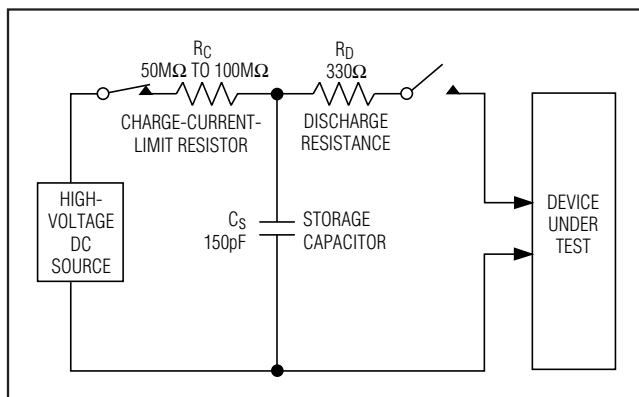 RC
50MΩ TO 100MΩ
CHARGE-CURRENT-
LIMIT RESISTOR
RD
330Ω
DISCHARGE
RESISTANCE
HIGH-
VOLTAGE
DC
SOURCE
CS
150pF
STORAGE
CAPACITOR
DEVICE
UNDER
TEST